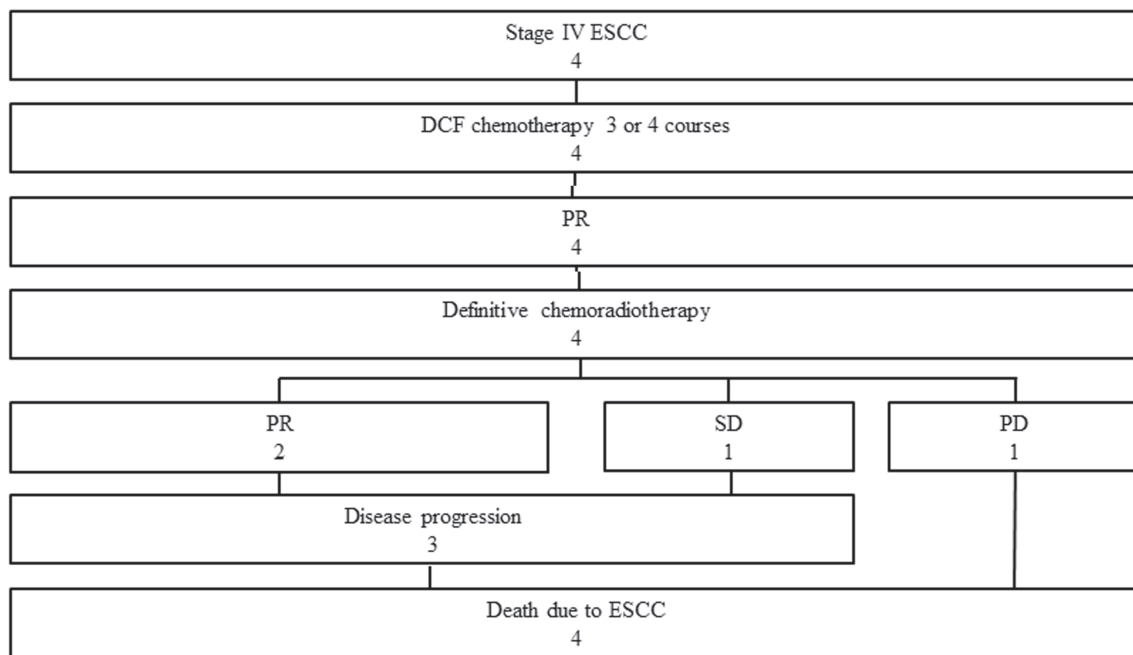 Stage IV ESCC
4
DCF chemotherapy 3 or 4 courses
4
PR
4
Definitive chemoradiotherapy
4
PR
2
SD
1
PD
1
Disease progression
3
Death due to ESCC
4